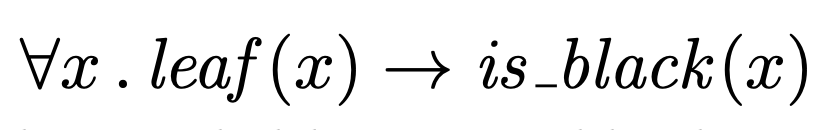 ∀x . leaf(x) → is_black(x)